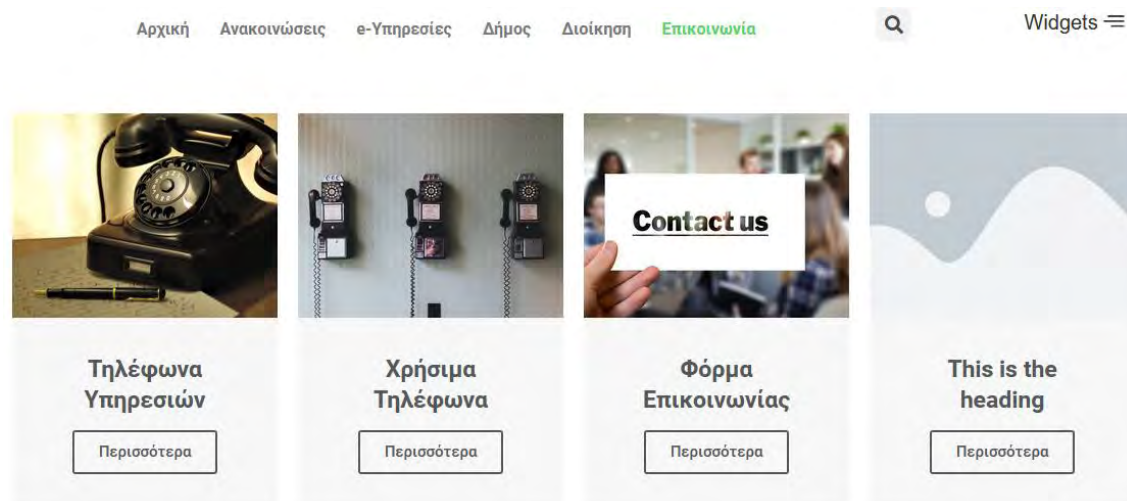 Αρχική Ανακοινώσεις e-Υπηρεσίες Δήμος Διοίκηση Επικοινωνία Widgets
Contact us
Τηλέφωνα
Υπηρεσιών
Περισσότερα
Χρήσιμα
Τηλέφωνα
Περισσότερα
Φόρμα
Επικοινωνίας
Περισσότερα
This is the
heading
Περισσότερα